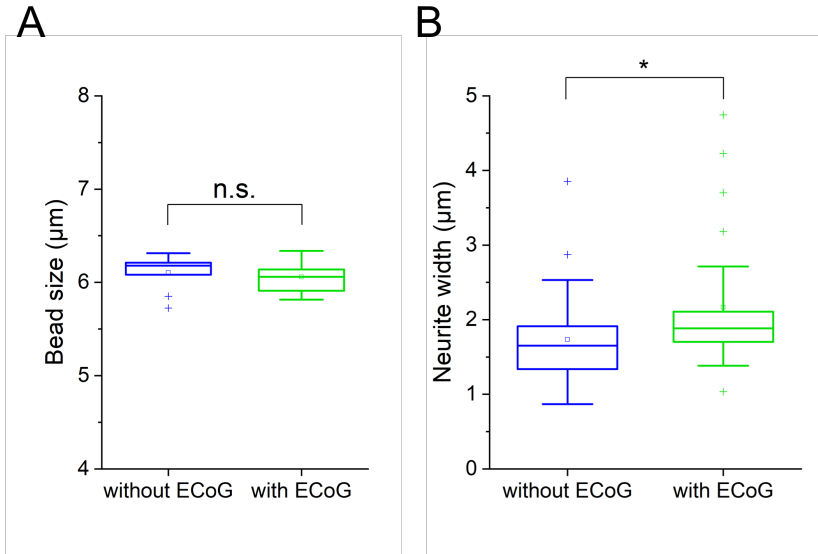 A
8
7
6
5
4
Bead size (μm)
n.s.
without ECoG
with ECoG
B
5
4
3
2
1
0
Neurite width (μm)
*
without ECoG
with ECoG